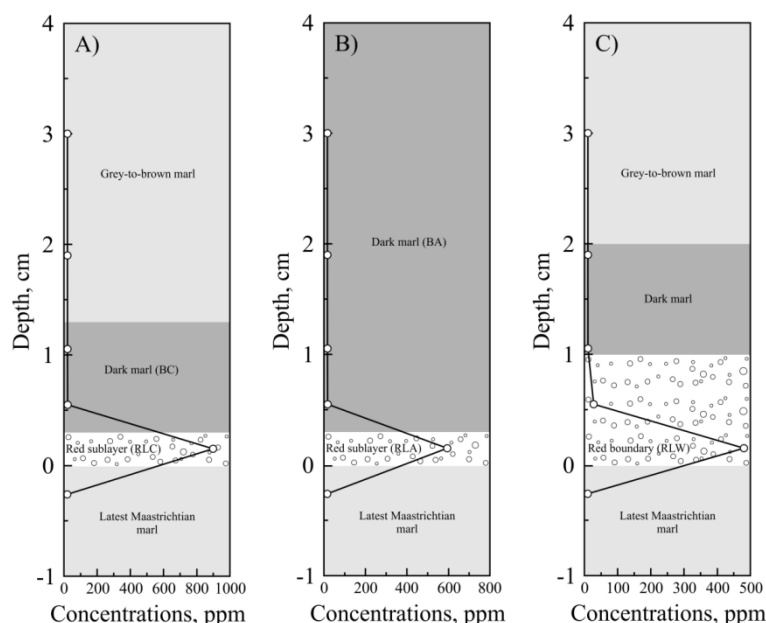 A)
4
3
2
1
0
-1
Depth, cm
Grey-to-brown marl
Dark marl (BC)
Red sublayer (RLC)
Latest Maastrichtian
marl
0 200 400 600 800 1000
Concentrations, ppm
B)
4
3
2
1
0
-1
Depth, cm
Dark marl (BA)
Red sublayer (RLA)
Latest Maastrichtian
marl
0 200 400 600 800
Concentrations, ppm
C)
4
3
2
1
0
-1
Depth, cm
Grey-to-brown marl
Dark marl
Red boundary (RLW)
Latest Maastrichtian
marl
0 100 200 300 400 500
Concentrations, ppm